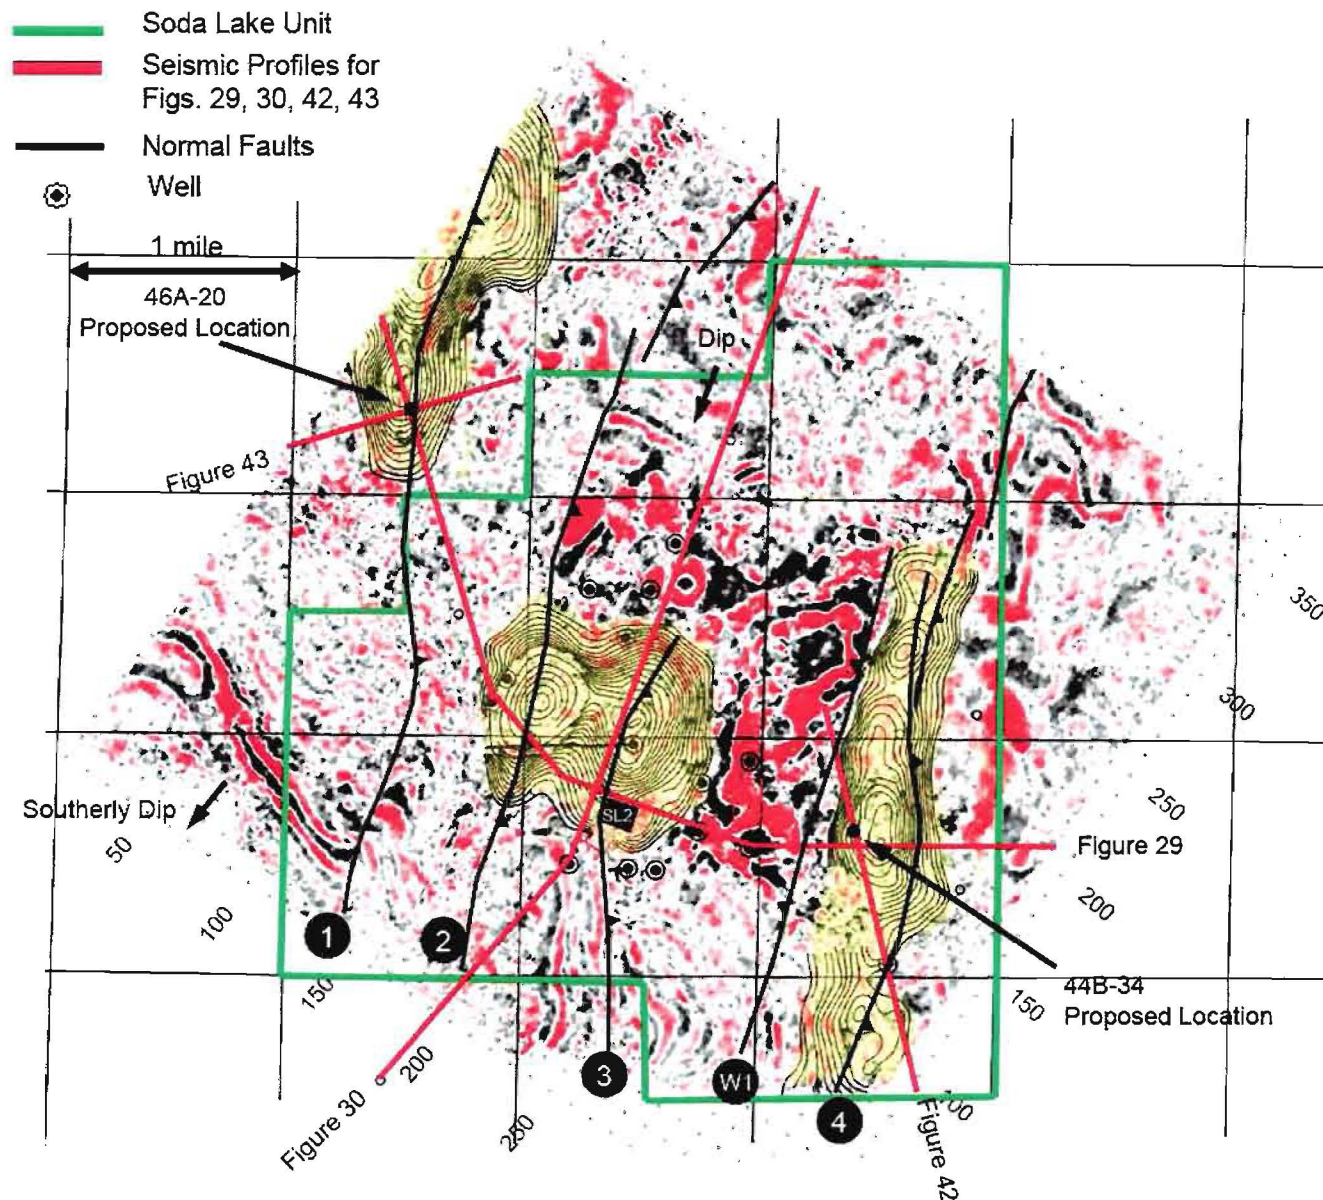 Soda Lake Unit
Seismic Profiles for
Figs. 29, 30, 42, 43
Normal Faults
Well
1 mile
46A-20
Proposed Location
Dip
Figure 43
350
300
SL2
Southerly Dip
250
50
Figure 29
200
100
1
2
44B-34
150
150
Proposed Location
200
3
W1
4
Figure 30
250
Figure 42